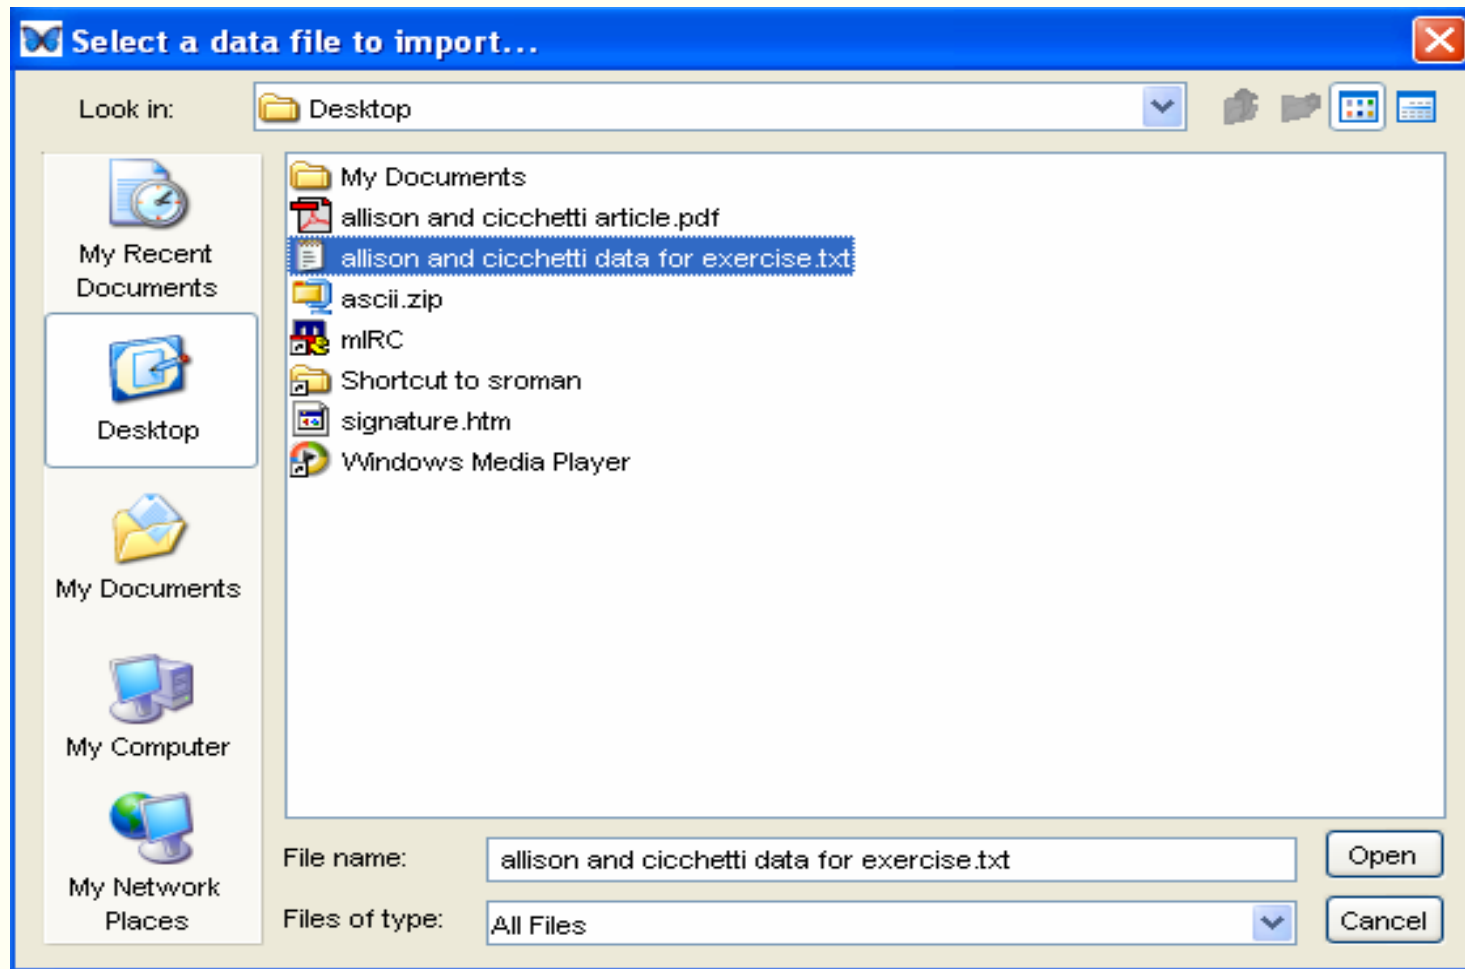 Select a data file to import...
Look in:
Desktop
My Recent
Documents
Desktop
My Documents
My Computer
My Network
Places
My Documents
allison and cicchetti article.pdf
allison and cicchetti data for exercise.txt
ascii.zip
mIRC
Shortcut to sroman
signature.htm
Windows Media Player
File name:
allison and cicchetti data for exercise.txt
Open
Files of type:
All Files
Cancel